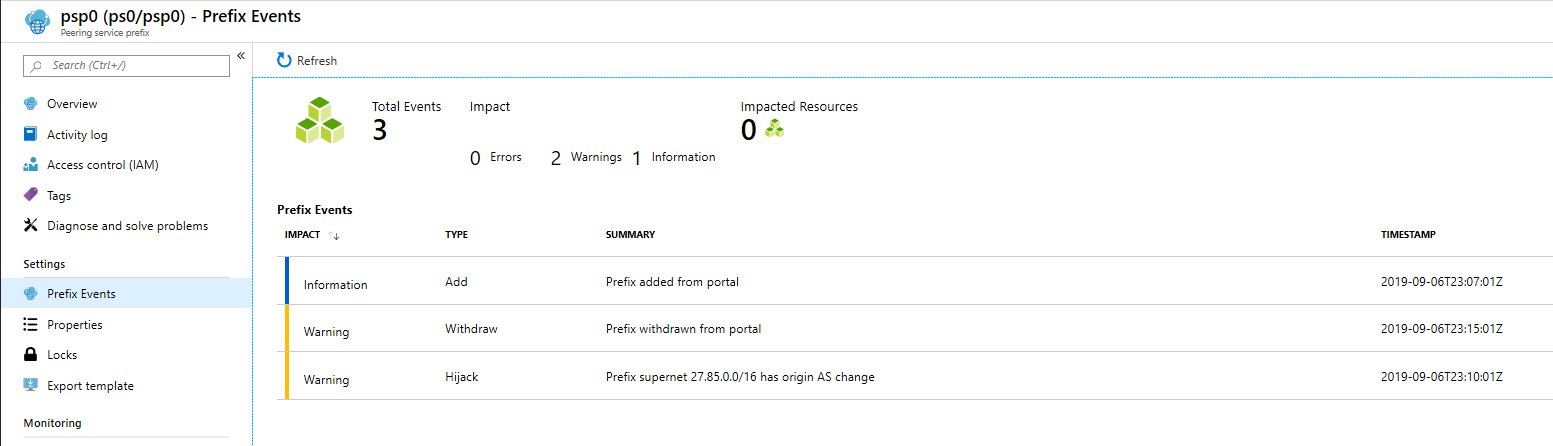 psp0 (ps0/psp0) - Prefix Events
Peering service prefix
Search (Ctrl+/)
«
Overview
Activity log
Access control (IAM)
Tags
Diagnose and solve problems
Settings
Prefix Events
Properties
Locks
Export template
Monitoring
Refresh
Total Events
3
Impact
0 Errors 2 Warnings 1 Information
Impacted Resources
0
Prefix Events
IMPACT ↑↓ TYPE SUMMARY TIMESTAMP
Information Add Prefix added from portal 2019-09-06T23:07:01Z
Warning Withdraw Prefix withdrawn from portal 2019-09-06T23:15:01Z
Warning Hijack Prefix supernet 27.85.0.0/16 has origin AS change 2019-09-06T23:10:01Z